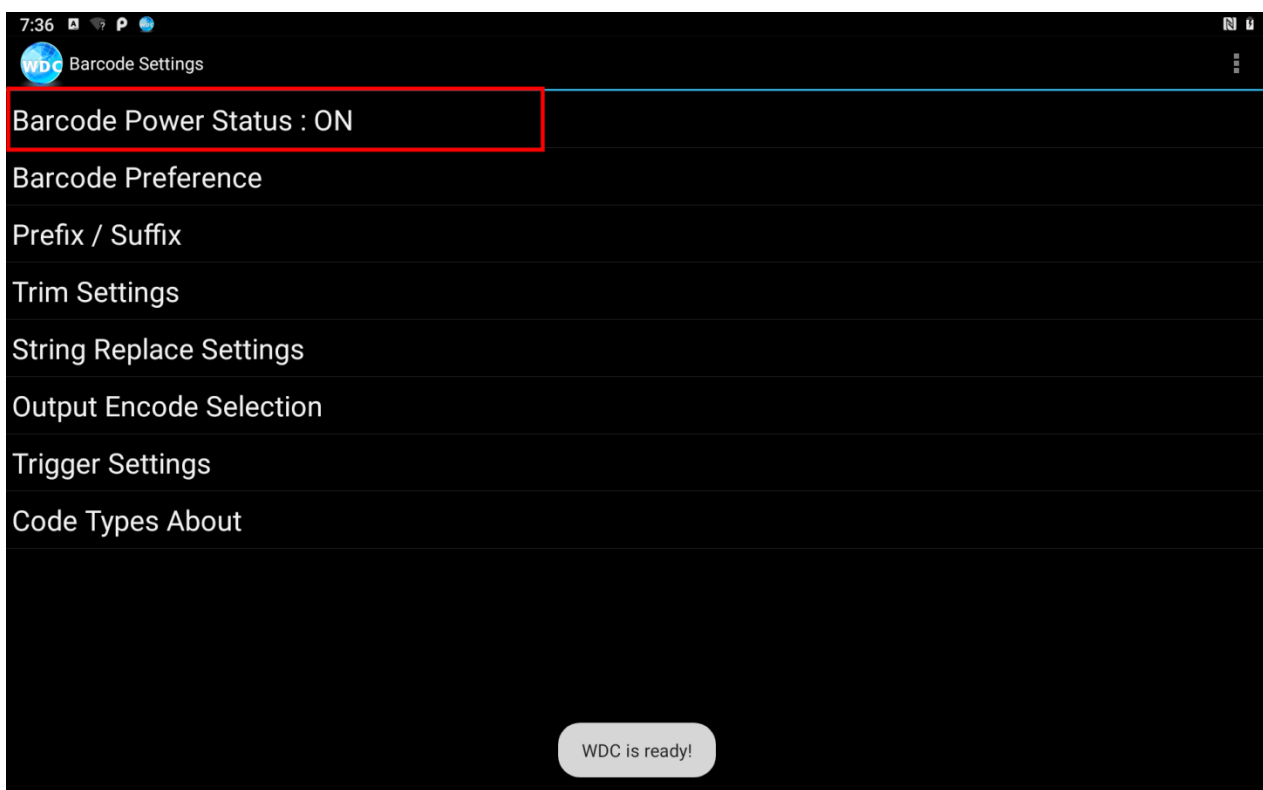 7:36
WDC Barcode Settings
Barcode Power Status : ON
Barcode Preference
Prefix / Suffix
Trim Settings
String Replace Settings
Output Encode Selection
Trigger Settings
Code Types About
WDC is ready!